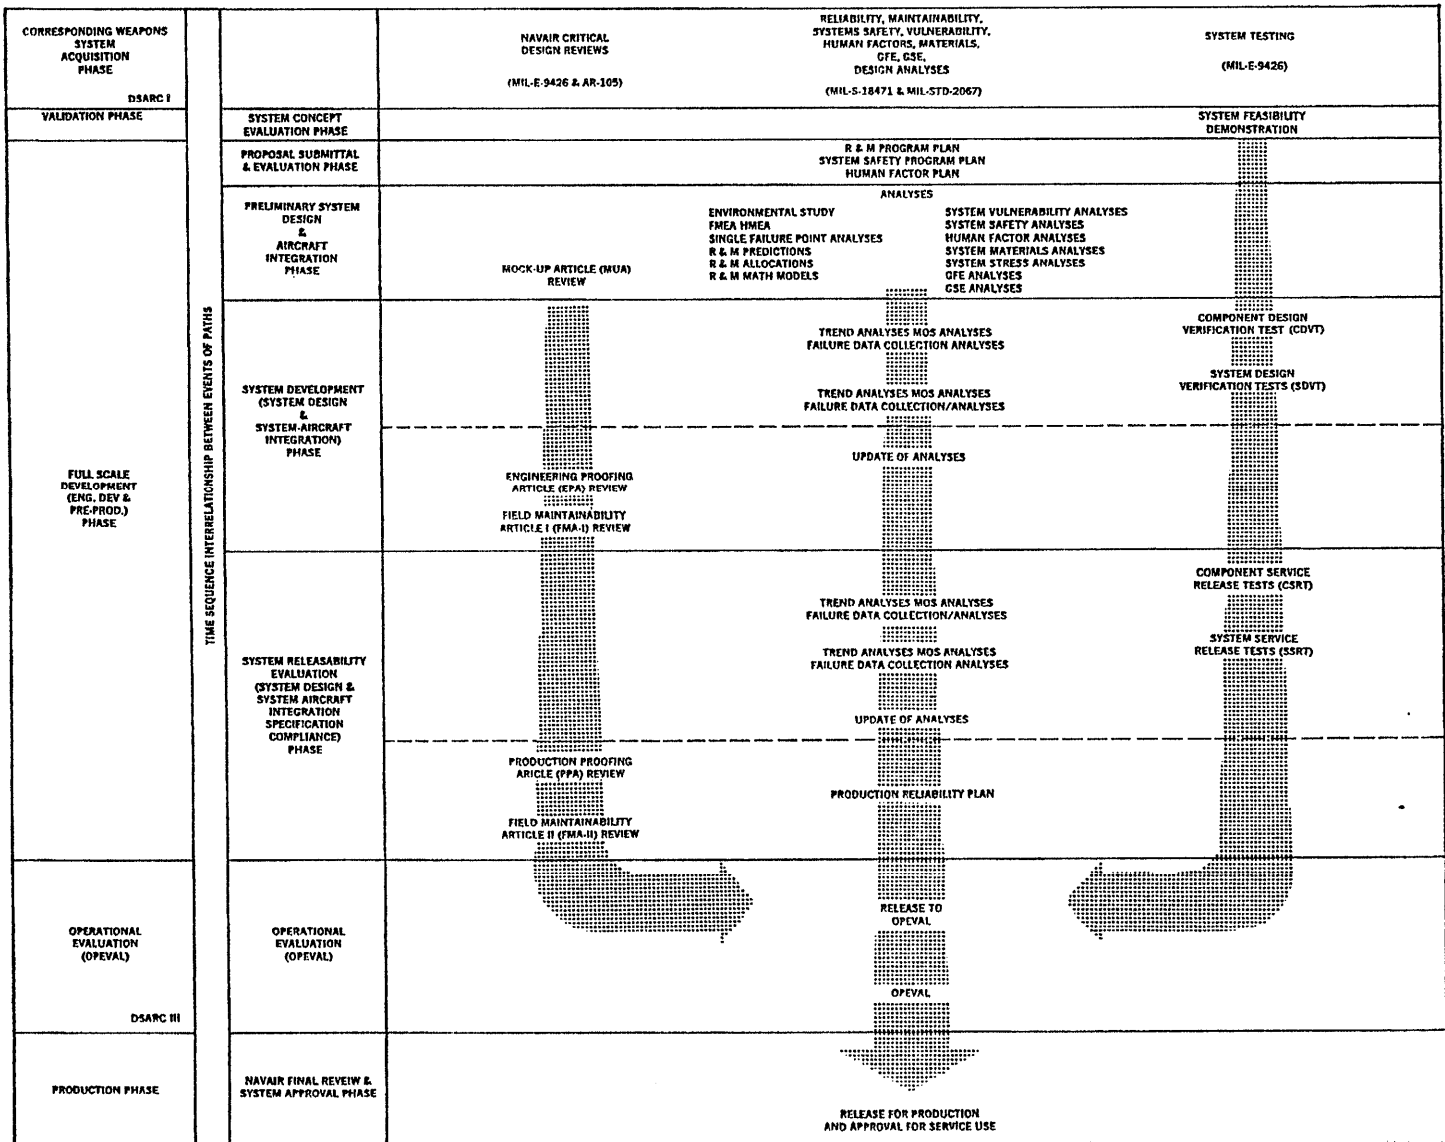 CORRESPONDING WEAPONS
SYSTEM
ACQUISITION
PHASE
DSARC I
NAVAIR CRITICAL
DESIGN REVIEWS
(MIL-E-9426 & AR-105)
RELIABILITY, MAINTAINABILITY,
SYSTEMS SAFETY, VULNERABILITY,
HUMAN FACTORS, MATERIALS,
GFE, GSE,
DESIGN ANALYSES
(MIL-S-18471 & MIL-STD-2067)
SYSTEM TESTING
(MIL-E-9426)
VALIDATION PHASE
SYSTEM CONCEPT
EVALUATION PHASE
SYSTEM FEASIBILITY
DEMONSTRATION
PROPOSAL SUBMITTAL
& EVALUATION PHASE
R & M PROGRAM PLAN
SYSTEM SAFETY PROGRAM PLAN
HUMAN FACTOR PLAN
PRELIMINARY SYSTEM
DESIGN
&
AIRCRAFT
INTEGRATION
PHASE
MOCK-UP ARTICLE (MUA)
REVIEW
ANALYSES
ENVIRONMENTAL STUDY
FMEA HMEA
SINGLE FAILURE POINT ANALYSES
R & M PREDICTIONS
R & M ALLOCATIONS
R & M MATH MODELS
SYSTEM VULNERABILITY ANALYSES
SYSTEM SAFETY ANALYSES
HUMAN FACTOR ANALYSES
SYSTEM MATERIALS ANALYSES
SYSTEM STRESS ANALYSES
GFE ANALYSES
GSE ANALYSES
TIME SEQUENCE INTERRELATIONSHIP BETWEEN EVENTS OF PATHS
FULL SCALE
DEVELOPMENT
(ENG. DEV &
PRE-PROD.)
PHASE
SYSTEM DEVELOPMENT
(SYSTEM DESIGN
&
SYSTEM-AIRCRAFT
INTEGRATION)
PHASE
TREND ANALYSES MOS ANALYSES
FAILURE DATA COLLECTION ANALYSES
COMPONENT DESIGN
VERIFICATION TEST (CDVT)
TREND ANALYSES MOS ANALYSES
FAILURE DATA COLLECTION/ANALYSES
SYSTEM DESIGN
VERIFICATION TESTS (SDVT)
UPDATE OF ANALYSES
ENGINEERING PROOFING
ARTICLE (EPA) REVIEW
FIELD MAINTAINABILITY
ARTICLE I (FMA-I) REVIEW
SYSTEM RELEASABILITY
EVALUATION
(SYSTEM DESIGN &
SYSTEM AIRCRAFT
INTEGRATION
SPECIFICATION
COMPLIANCE)
PHASE
COMPONENT SERVICE
RELEASE TESTS (CSRT)
TREND ANALYSES MOS ANALYSES
FAILURE DATA COLLECTION/ANALYSES
SYSTEM SERVICE
RELEASE TESTS (SSRT)
TREND ANALYSES MOS ANALYSES
FAILURE DATA COLLECTION ANALYSES
UPDATE OF ANALYSES
PRODUCTION PROOFING
ARICLE (PPA) REVIEW
PRODUCTION RELIABILITY PLAN
FIELD MAINTAINABILITY
ARTICLE II (FMA-II) REVIEW
OPERATIONAL
EVALUATION
(OPEVAL)
DSARC III
OPERATIONAL
EVALUATION
(OPEVAL)
RELEASE TO
OPEVAL
OPEVAL
PRODUCTION PHASE
NAVAIR FINAL REVEIW &
SYSTEM APPROVAL PHASE
RELEASE FOR PRODUCTION
AND APPROVAL FOR SERVICE USE